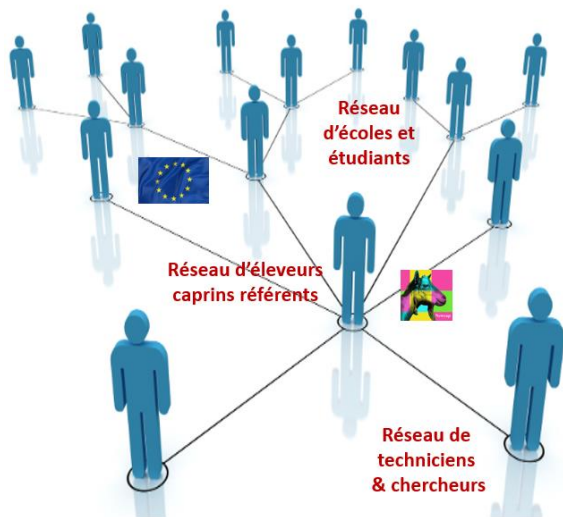 Réseau
d'écoles et
étudiants
Réseau d'éleveurs
caprins référents
Réseau de
techniciens
& chercheurs